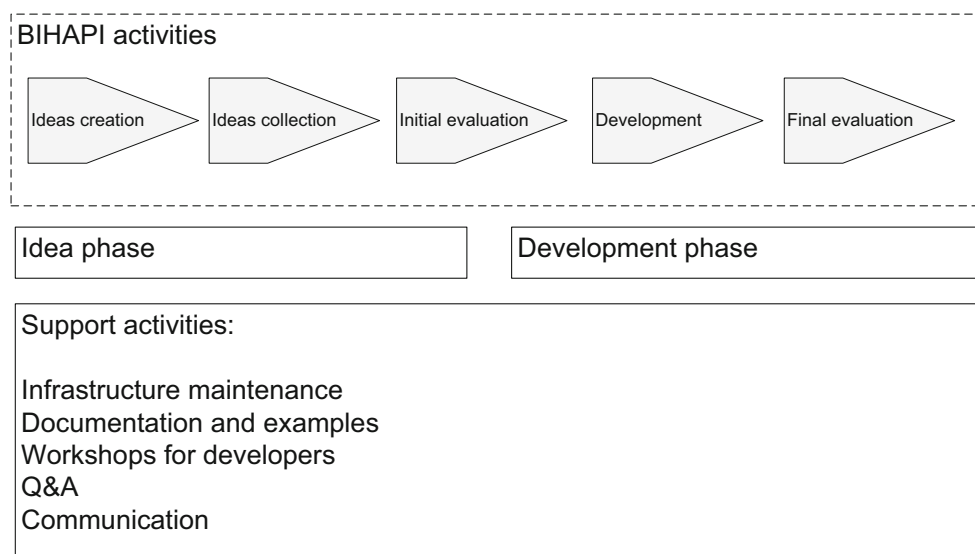 BIHAPI activities
Ideas creation
Ideas collection
Initial evaluation
Development
Final evaluation
Idea phase
Development phase
Support activities:
Infrastructure maintenance
Documentation and examples
Workshops for developers
Q&A
Communication